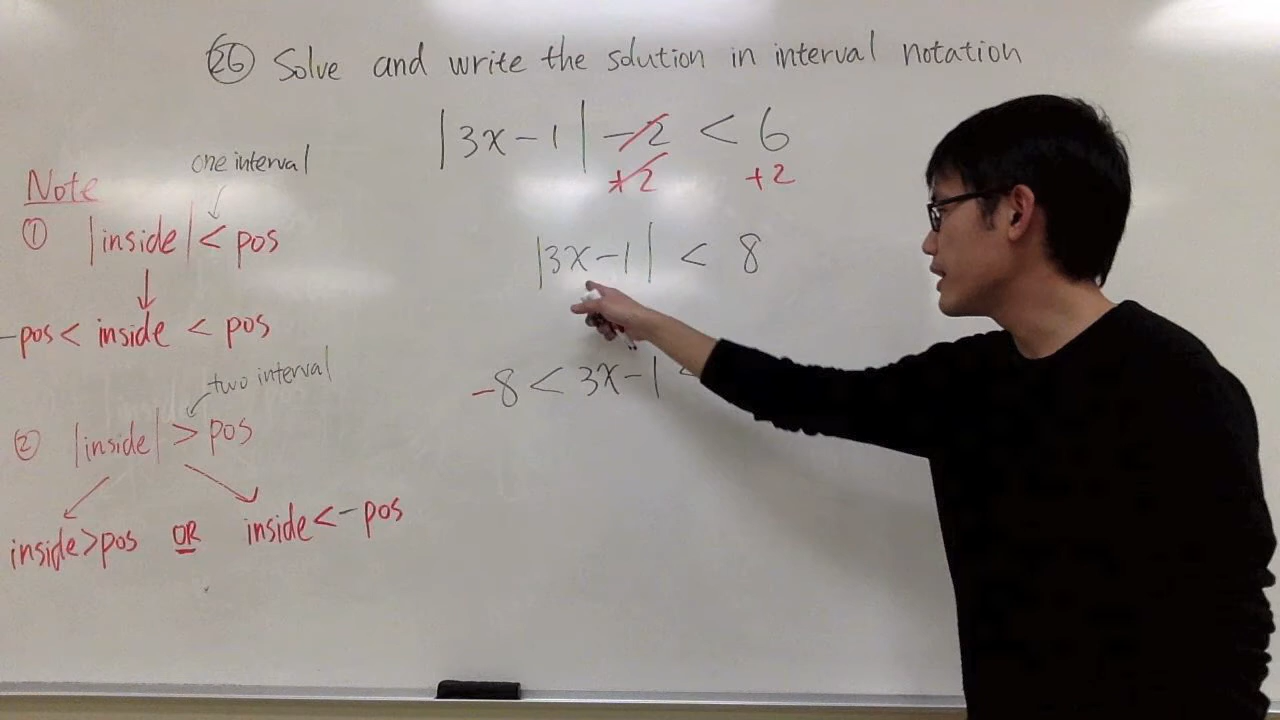 26 Solve and write the solution in interval notation
|3x-1| -2 < 6
+2 +2
|3x-1| < 8
-8 < 3x-1 <
Note
one interval
① |inside| < pos
-pos < inside < pos
two interval
② |inside| > pos
inside>pos OR inside<-pos